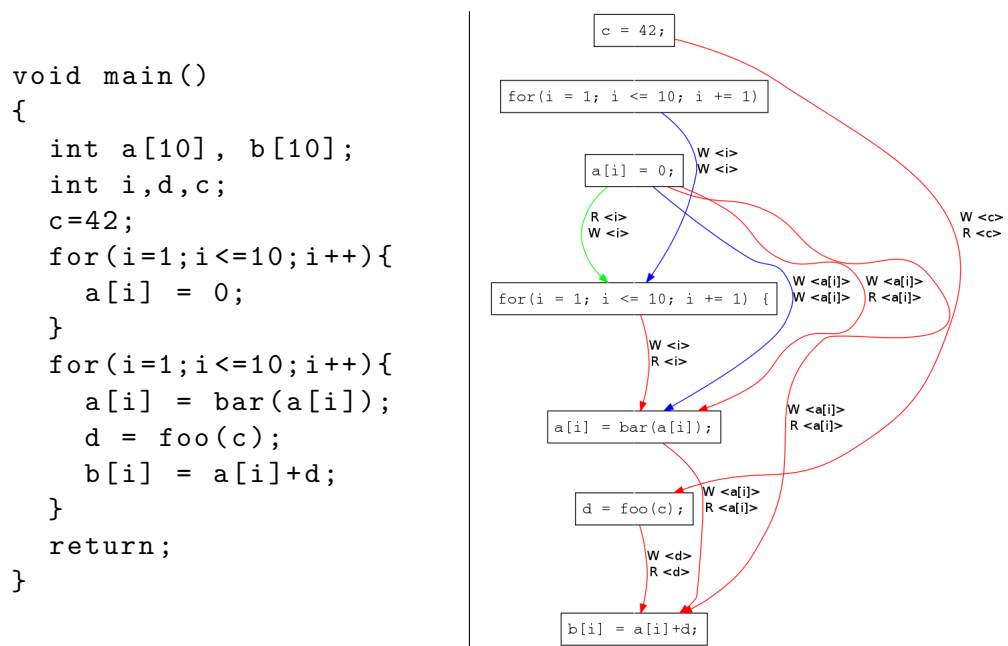 void main()
{
int a[10], b[10];
int i,d,c;
c=42;
for(i=1;i<=10;i++){
a[i] = 0;
}
for(i=1;i<=10;i++){
a[i] = bar(a[i]);
d = foo(c);
b[i] = a[i]+d;
}
return;
}
c = 42;
for(i = 1; i <= 10; i += 1)
W <i>
W <i>
a[i] = 0;
R <i>
W <i>
W <c>
R <c>
W <a[i]>
W <a[i]>
W <a[i]>
R <a[i]>
for(i = 1; i <= 10; i += 1) {
W <i>
R <i>
W <a[i]>
R <a[i]>
a[i] = bar(a[i]);
W <a[i]>
R <a[i]>
d = foo(c);
W <d>
R <d>
b[i] = a[i]+d;